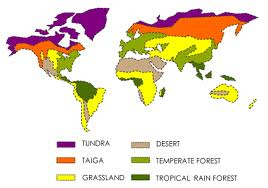 TUNDRA
DESERT
TAIGA
TEMPERATE FOREST
GRASSLAND
TROPICAL RAIN FOREST